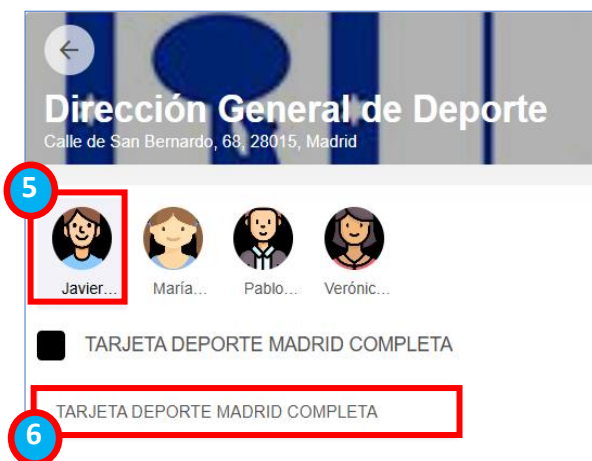 Dirección General de Deporte
Calle de San Bernardo, 68, 28015, Madrid
5
Javier... María... Pablo... Verónic...
TARJETA DEPORTE MADRID COMPLETA
TARJETA DEPORTE MADRID COMPLETA
6